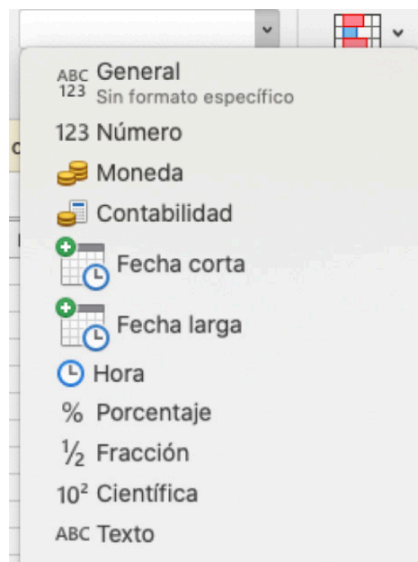 ABC General
123 Sin formato específico
123 Número
Moneda
Contabilidad
Fecha corta
Fecha larga
Hora
% Porcentaje
½ Fracción
10² Científica
ABC Texto